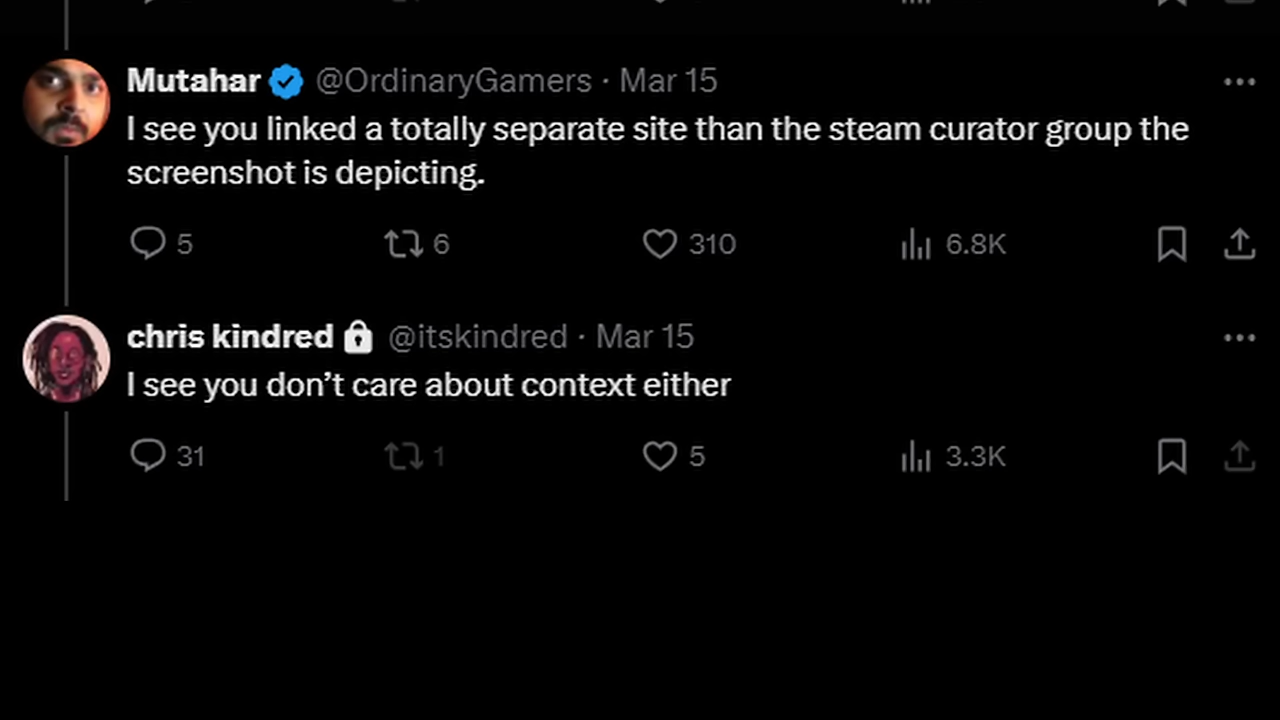 Mutahar @OrdinaryGamers · Mar 15
I see you linked a totally separate site than the steam curator group the
screenshot is depicting.
5 6 310 6.8K
chris kindred @itskindred · Mar 15
I see you don’t care about context either
31 1 5 3.3K